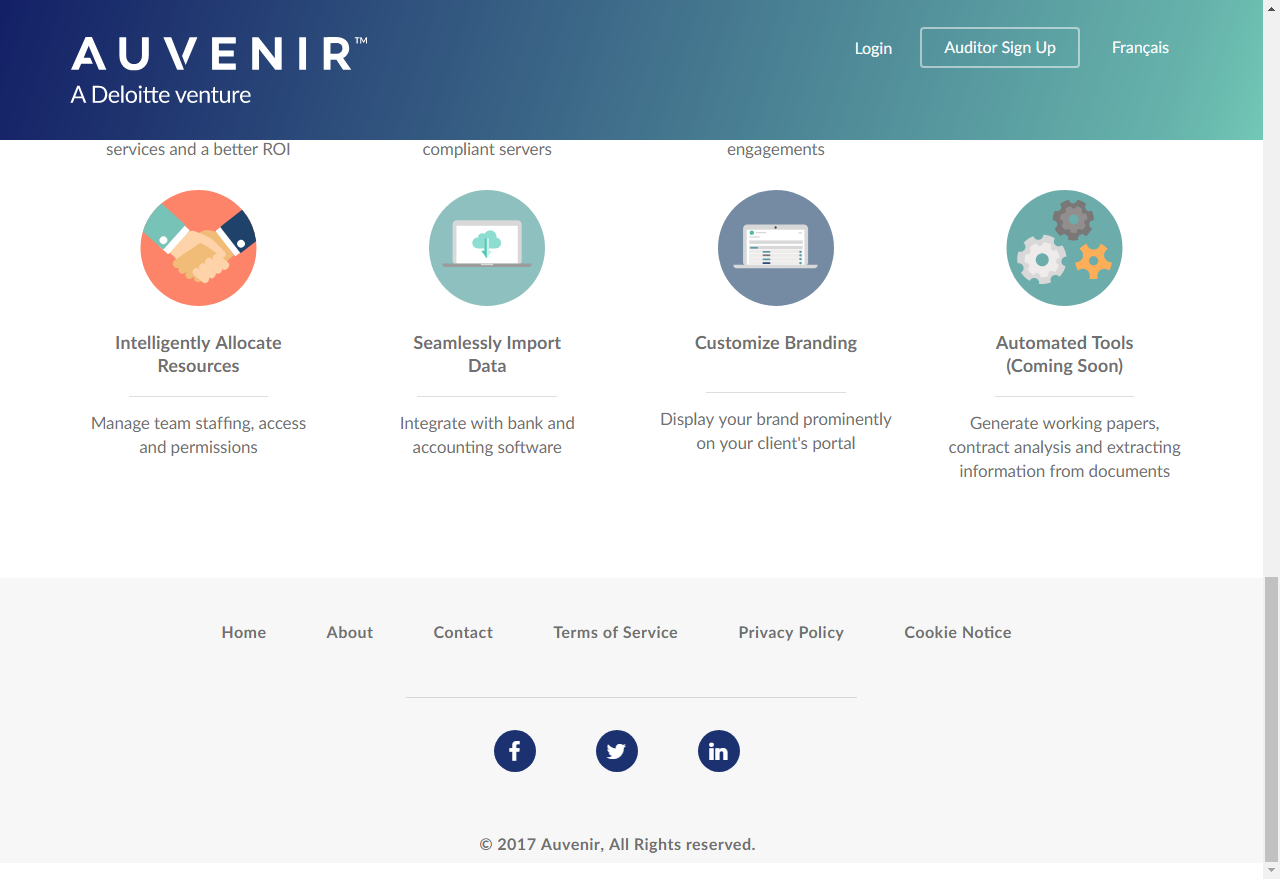 AUVENIR™
A Deloitte venture
Login
Auditor Sign Up
Français
services and a better ROI
compliant servers
engagements
Intelligently Allocate
Resources
Manage team staffing, access
and permissions
Seamlessly Import
Data
Integrate with bank and
accounting software
Customize Branding
Display your brand prominently
on your client's portal
Automated Tools
(Coming Soon)
Generate working papers,
contract analysis and extracting
information from documents
Home
About
Contact
Terms of Service
Privacy Policy
Cookie Notice
© 2017 Auvenir, All Rights reserved.